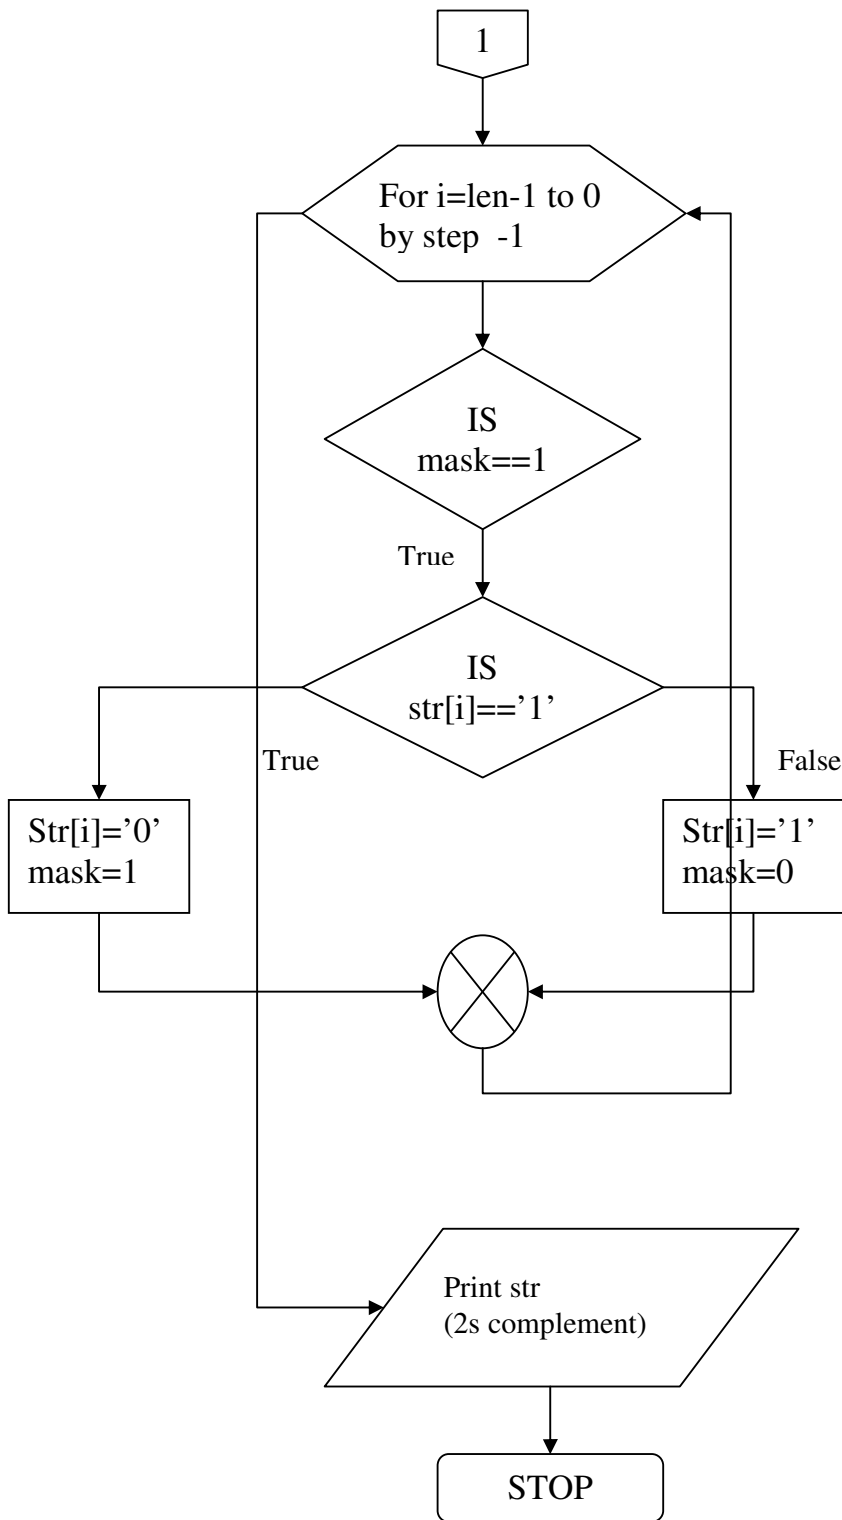 1
For i=len-1 to 0
by step -1
IS
mask==1
True
IS
str[i]==’1’
True
False
Str[i]=’0’
mask=1
Str[i]=’1’
mask=0
Print str
(2s complement)
STOP